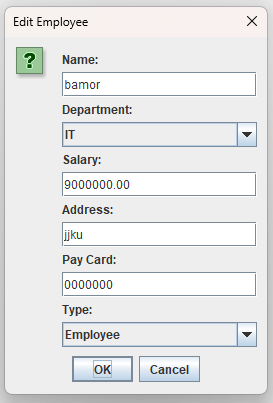 Edit Employee
?
Name:
bamor
Department:
IT
Salary:
9000000.00
Address:
jjku
Pay Card:
0000000
Type:
Employee
OK Cancel